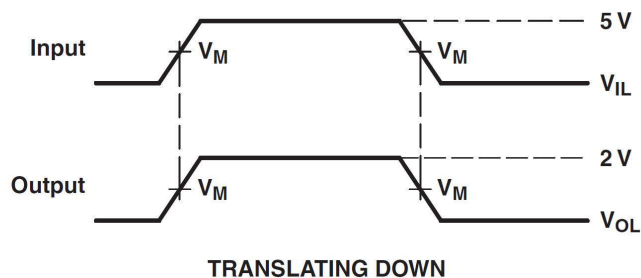 5 V
Input VM VM
VIL
2 V
Output VM VM
VOL
TRANSLATING DOWN